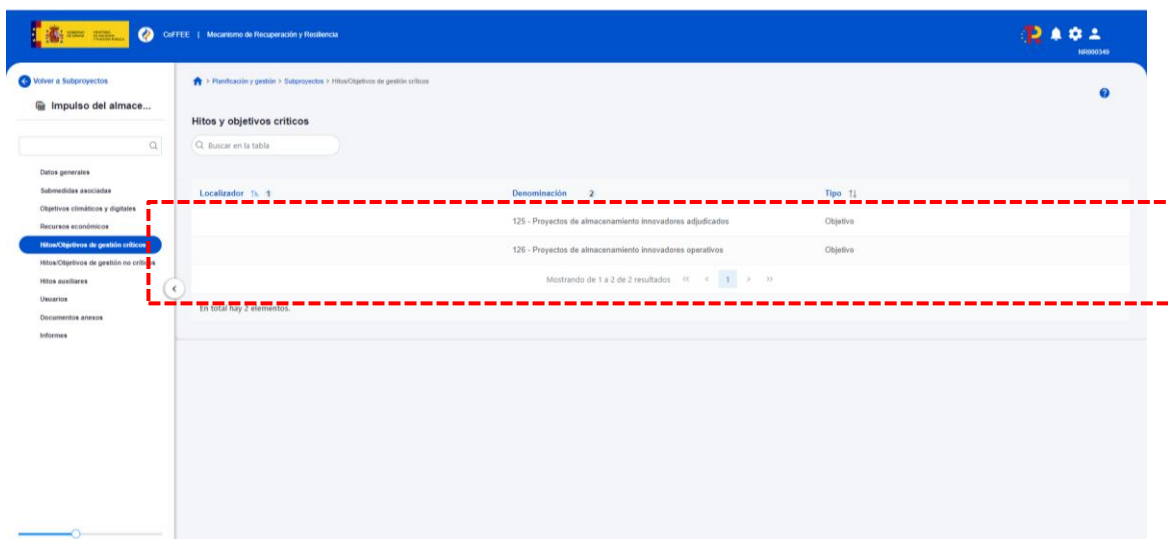 CoFFEE | Mecanismo de Recuperación y Resiliencia
NR000349
Volver a Subproyectos
> Planificación y gestión > Subproyectos > Hitos/Objetivos de gestión críticos
Impulso del almace...
Hitos y objetivos críticos
Buscar en la tabla
Datos generales
Submedidas asociadas
Objetivos climáticos y digitales
Recursos económicos
Hitos/Objetivos de gestión críticos
Hitos/Objetivos de gestión no críticos
Hitos auxiliares
Usuarios
Documentos anexos
Informes
Localizador 1 Denominación 2 Tipo
125 - Proyectos de almacenamiento innovadores adjudicados Objetivo
126 - Proyectos de almacenamiento innovadores operativos Objetivo
Mostrando de 1 a 2 de 2 resultados << < 1 > >>
En total hay 2 elementos.